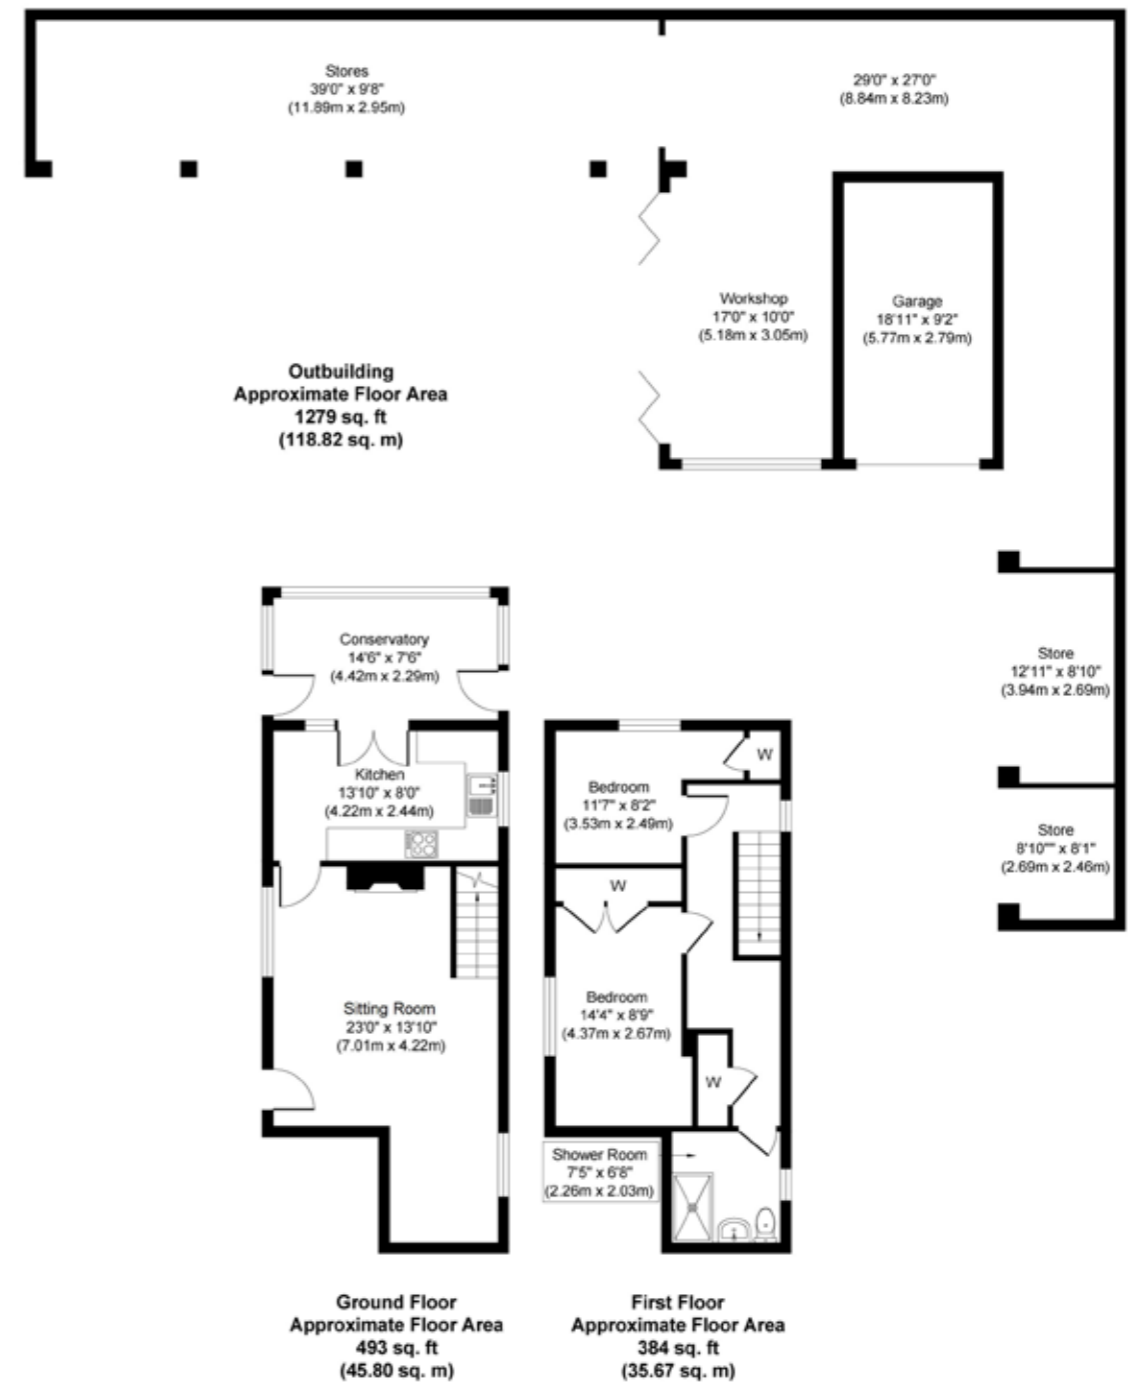 Stores
39'0" x 9'8"
(11.89m x 2.95m)
29'0" x 27'0"
(8.84m x 8.23m)
Workshop
17'0" x 10'0"
(5.18m x 3.05m)
Garage
18'11" x 9'2"
(5.77m x 2.79m)
Outbuilding
Approximate Floor Area
1279 sq. ft
(118.82 sq. m)
Store
12'11" x 8'10"
(3.94m x 2.69m)
Store
8'10"" x 8'1"
(2.69m x 2.46m)
Conservatory
14'6" x 7'6"
(4.42m x 2.29m)
Kitchen
13'10" x 8'0"
(4.22m x 2.44m)
Sitting Room
23'0" x 13'10"
(7.01m x 4.22m)
W
Bedroom
11'7" x 8'2"
(3.53m x 2.49m)
W
Bedroom
14'4" x 8'9"
(4.37m x 2.67m)
W
Shower Room
7'5" x 6'8"
(2.26m x 2.03m)
Ground Floor
Approximate Floor Area
493 sq. ft
(45.80 sq. m)
First Floor
Approximate Floor Area
384 sq. ft
(35.67 sq. m)